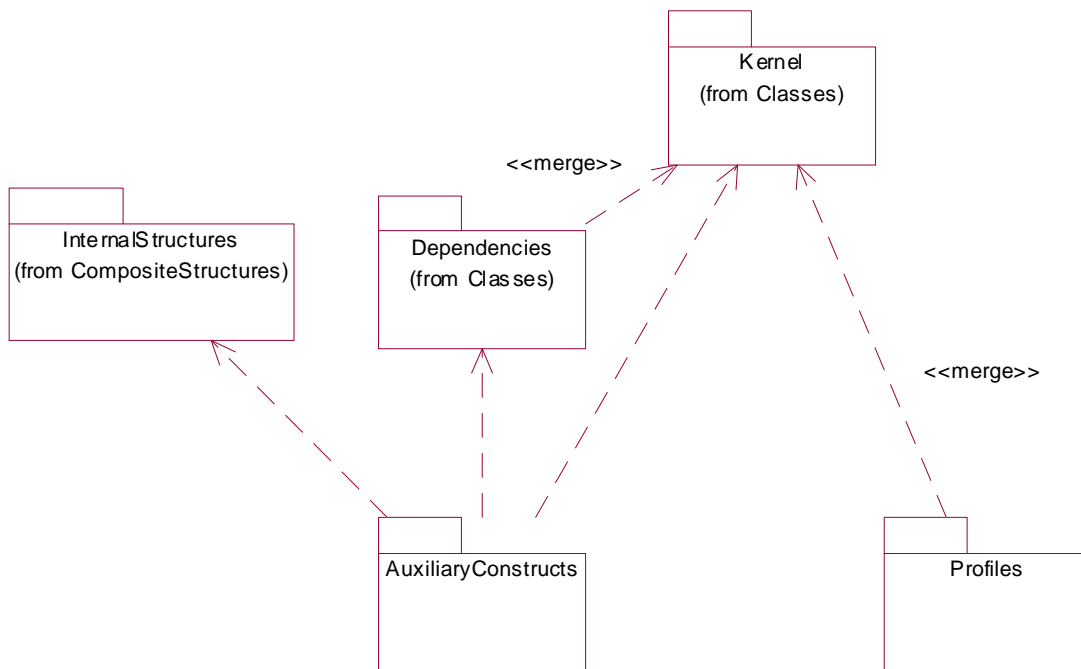 Kernel
(from Classes)
<<merge>>
InternalStructures
(from CompositeStructures)
Dependencies
(from Classes)
<<merge>>
AuxiliaryConstructs
Profiles